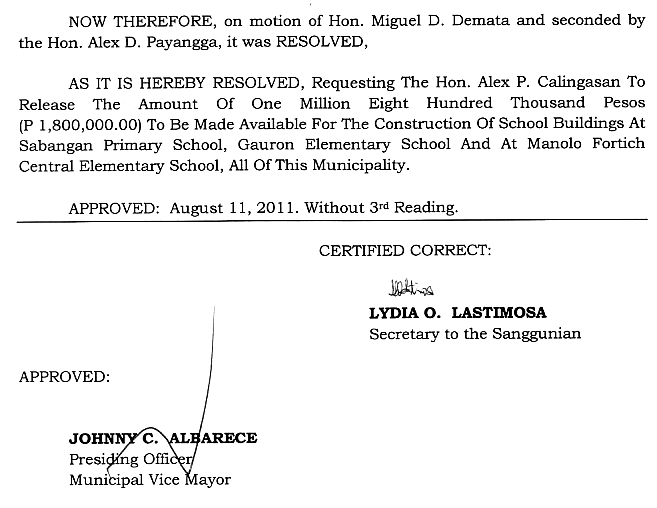 NOW THEREFORE, on motion of Hon. Miguel D. Demata and seconded by
the Hon. Alex D. Payangga, it was RESOLVED,
AS IT IS HEREBY RESOLVED, Requesting The Hon. Alex P. Calingasan To
Release The Amount Of One Million Eight Hundred Thousand Pesos
(P 1,800,000.00) To Be Made Available For The Construction Of School Buildings At
Sabangan Primary School, Gauron Elementary School And At Manolo Fortich
Central Elementary School, All Of This Municipality.
APPROVED: August 11, 2011. Without 3rd Reading.
CERTIFIED CORRECT:
LYDIA O. LASTIMOSA
Secretary to the Sanggunian
APPROVED:
JOHNNY C. ALBARECE
Presiding Officer
Municipal Vice Mayor